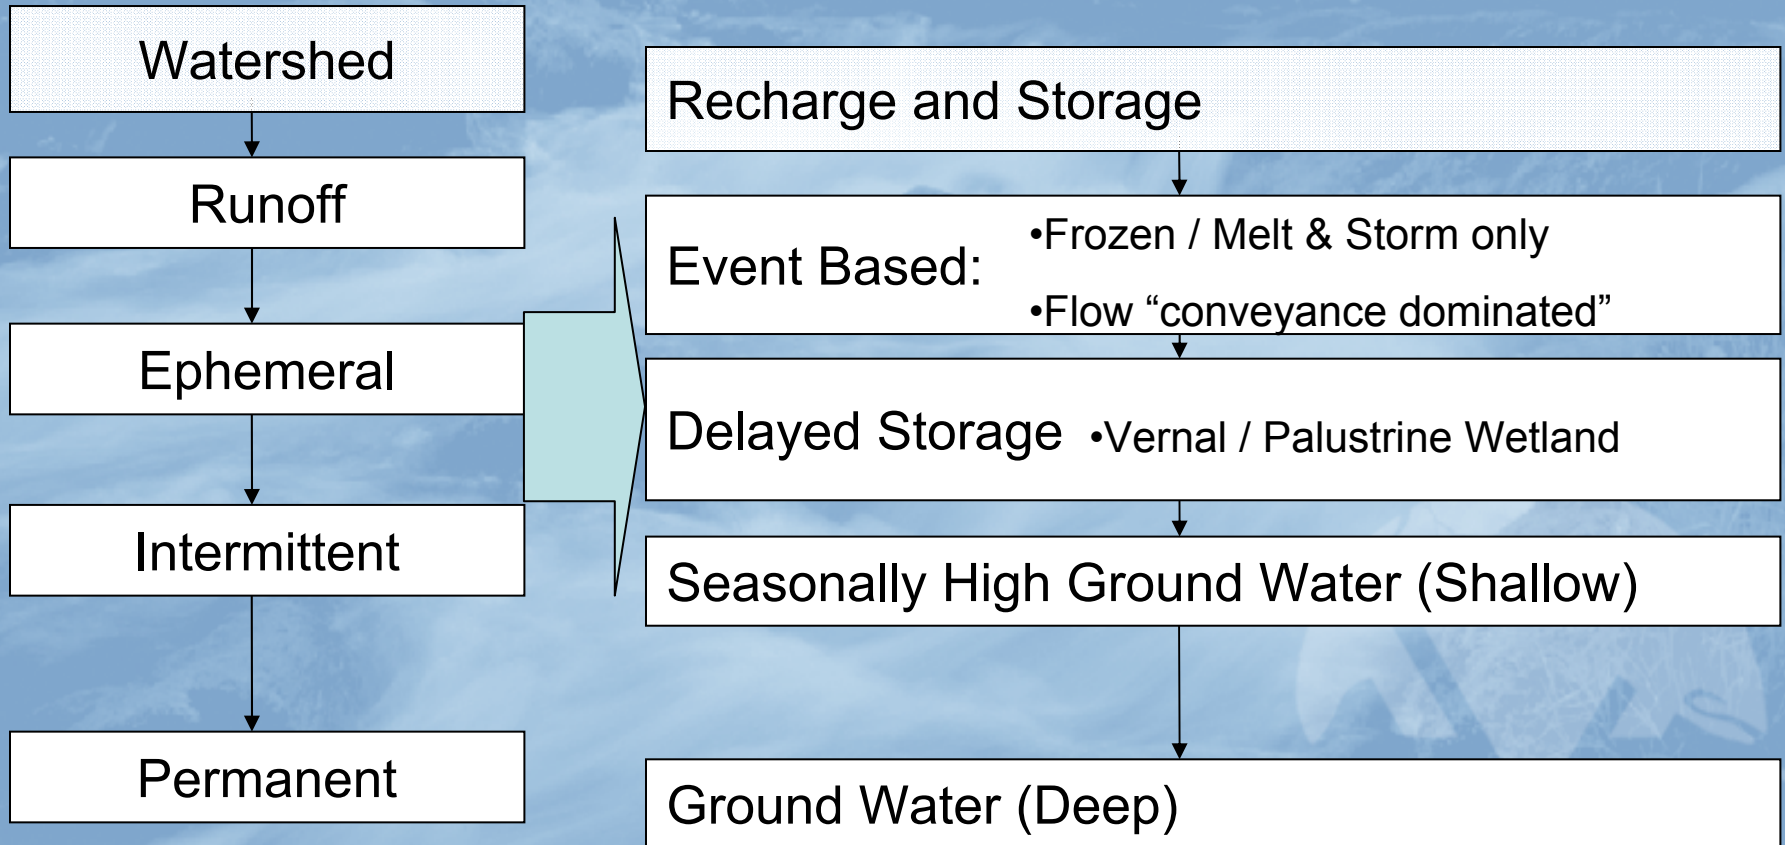 Watershed
Runoff
Ephemeral
Intermittent
Permanent
Recharge and Storage
Event Based:
•Frozen / Melt & Storm only
•Flow “conveyance dominated”
Delayed Storage •Vernal / Palustrine Wetland
Seasonally High Ground Water (Shallow)
Ground Water (Deep)